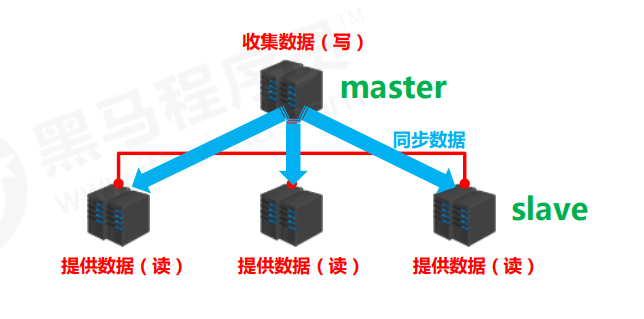 收集数据（写）
master
同步数据
slave
提供数据（读）
提供数据（读）
提供数据（读）
黑马程序员™